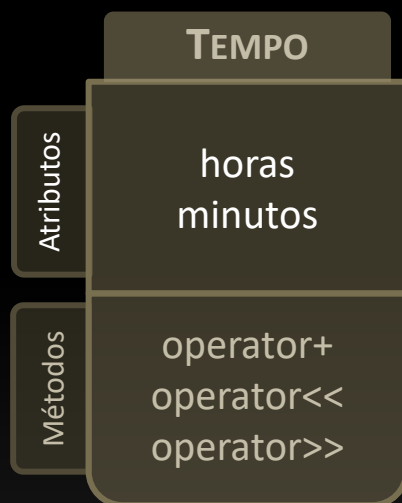 TEMPO
Atributos
horas
minutos
Métodos
operator+
operator<<
operator>>